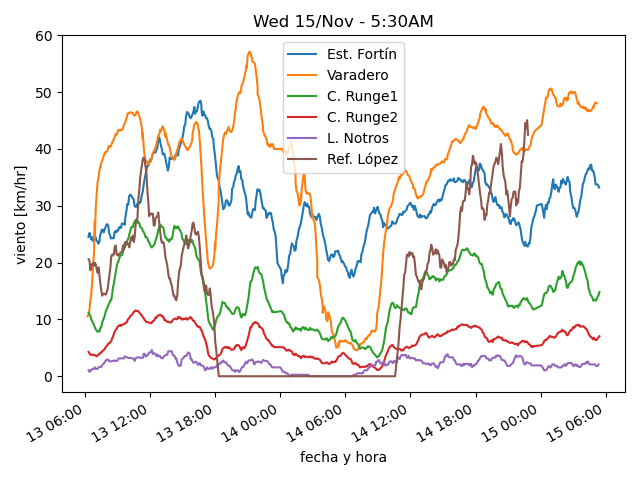 Wed 15/Nov - 5:30AM
viento [km/hr]
60
50
40
30
20
10
0
Est. Fortín
Varadero
C. Runge1
C. Runge2
L. Notros
Ref. López
13 06:00
13 12:00
13 18:00
14 00:00
14 06:00
14 12:00
14 18:00
15 00:00
15 06:00
fecha y hora